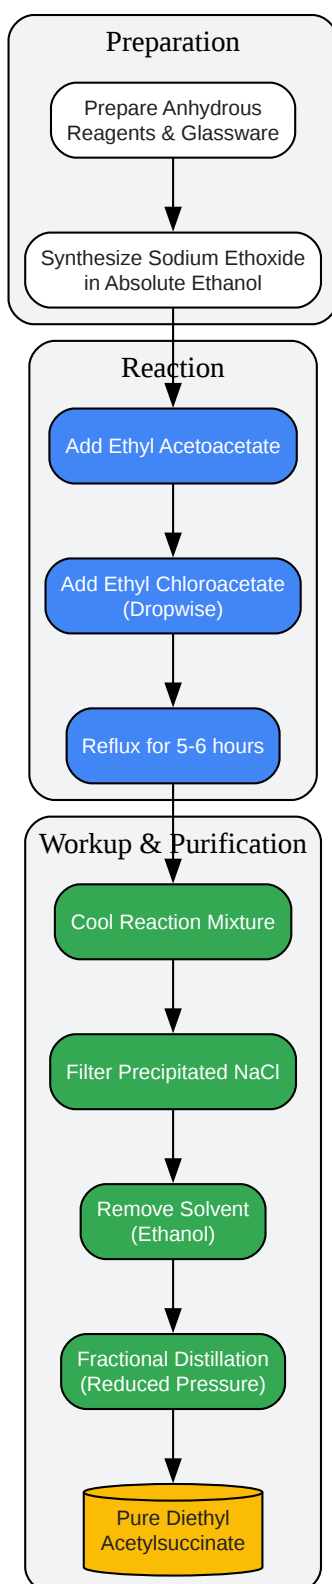 Preparation
Prepare Anhydrous
Reagents & Glassware
Synthesize Sodium Ethoxide
in Absolute Ethanol
Reaction
Add Ethyl Acetoacetate
Add Ethyl Chloroacetate
(Dropwise)
Reflux for 5-6 hours
Workup & Purification
Cool Reaction Mixture
Filter Precipitated NaCl
Remove Solvent
(Ethanol)
Fractional Distillation
(Reduced Pressure)
Pure Diethyl
Acetylsuccinate